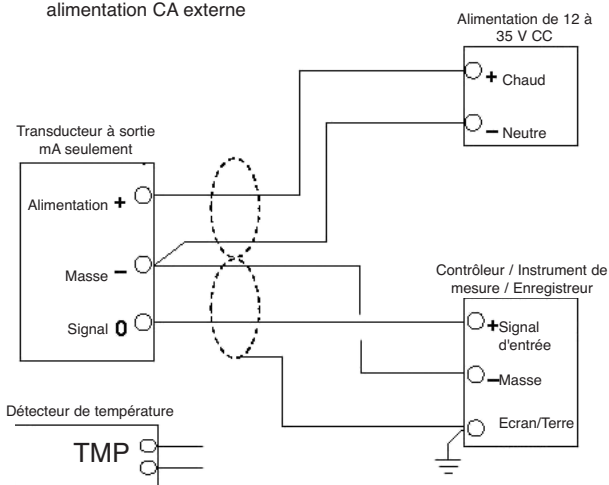 alimentation CA externe
Alimentation de 12 à
35 V CC
+ Chaud
– Neutre
Transducteur à sortie
mA seulement
Alimentation +
Masse –
Signal 0
Contrôleur / Instrument de
mesure / Enregistreur
+Signal
d'entrée
–Masse
Ecran/Terre
Détecteur de température
TMP